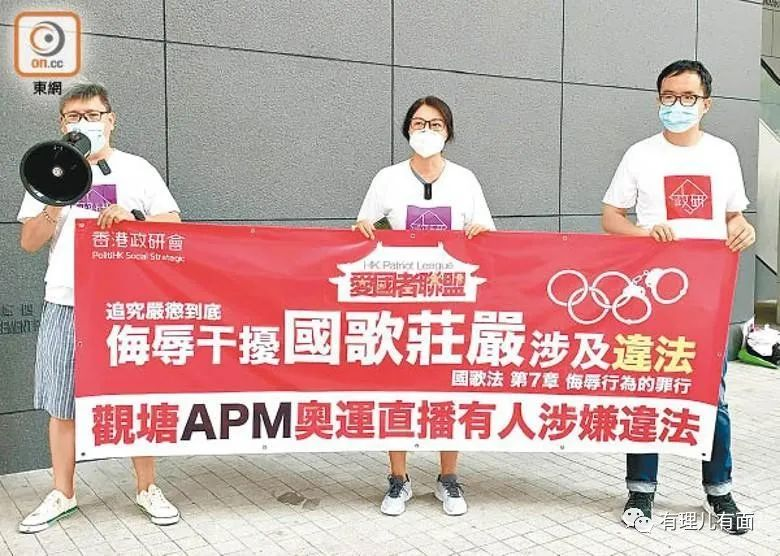 on.cc
東網
政研
政研
香港政研會
PolitiHK Social Strategic
HK Patriot League
愛國者聯盟
追究嚴懲到底
侮辱干擾國歌莊嚴涉及違法
國歌法 第7章 侮辱行為的罪行
觀塘APM奧運直播有人涉嫌違法
有理儿有面